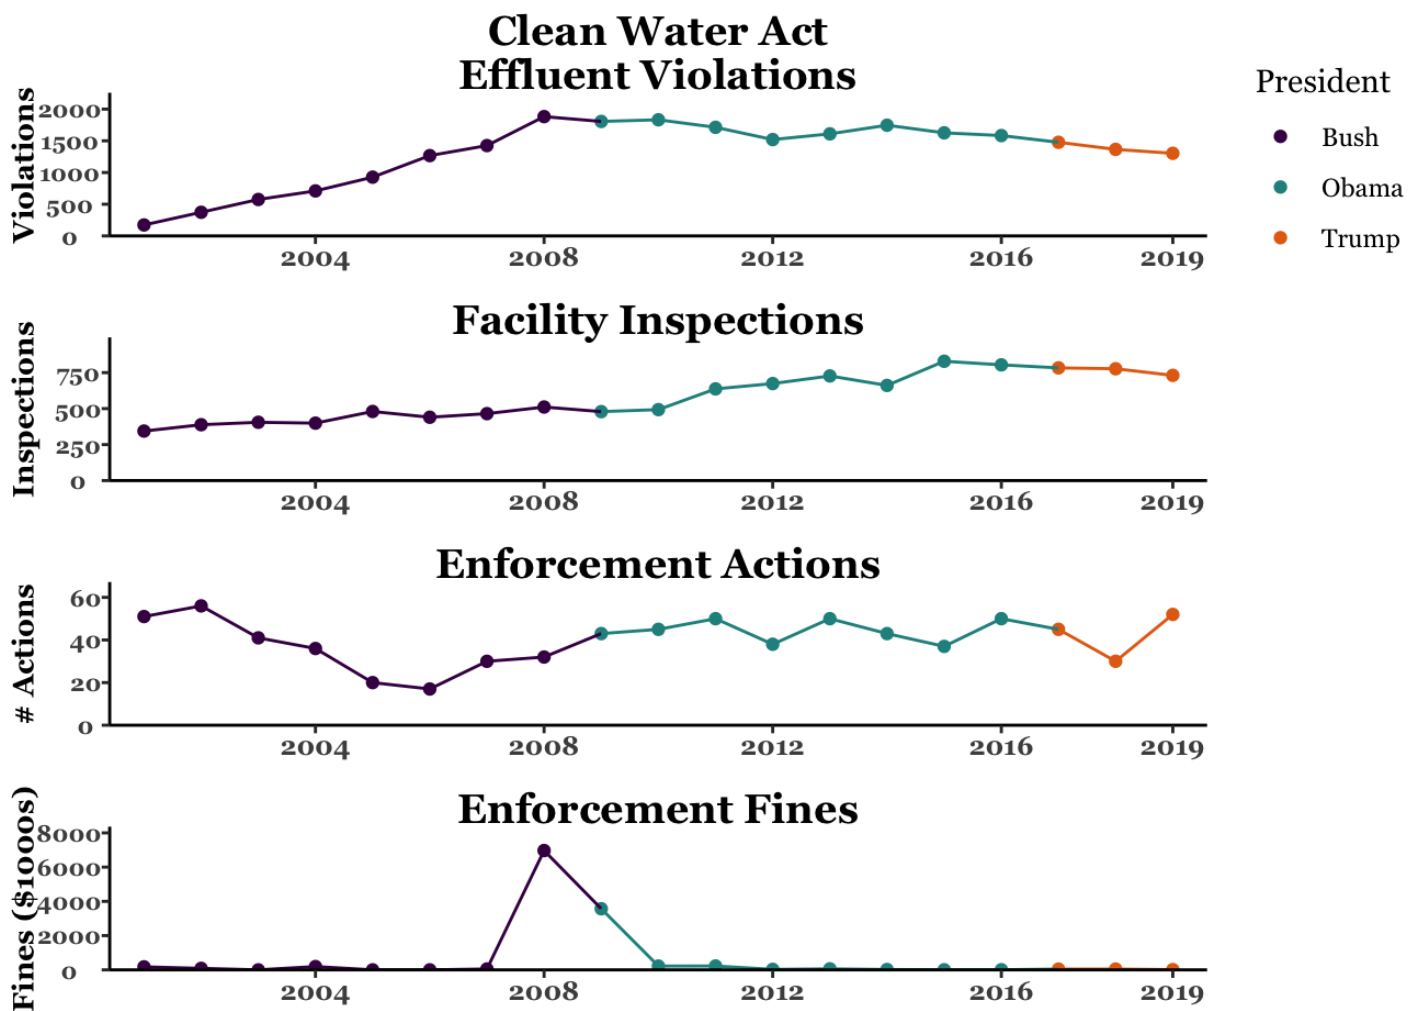 Clean Water Act
Effluent Violations
Violations
2000
1500
1000
500
0
2004 2008 2012 2016 2019
President
Bush
Obama
Trump
Facility Inspections
Inspections
750
500
250
0
2004 2008 2012 2016 2019
Enforcement Actions
# Actions
60
40
20
0
2004 2008 2012 2016 2019
Enforcement Fines
Fines ($1000s)
8000
6000
4000
2000
0
2004 2008 2012 2016 2019